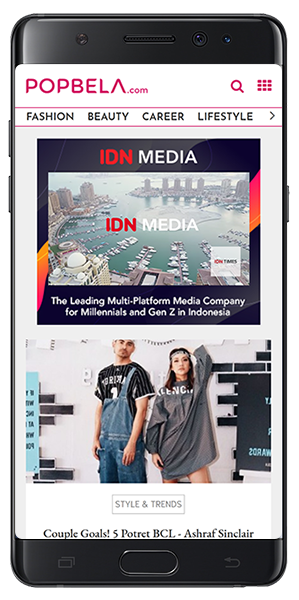 POPBELA.com
FASHION BEAUTY CAREER LIFESTYLE
IDN MEDIA
IDN MEDIA
IDN TIMES
The Leading Multi-Platform Media Company
for Millennials and Gen Z in Indonesia
STYLE & TRENDS
Couple Goals! 5 Potret BCL - Ashraf Sinclair